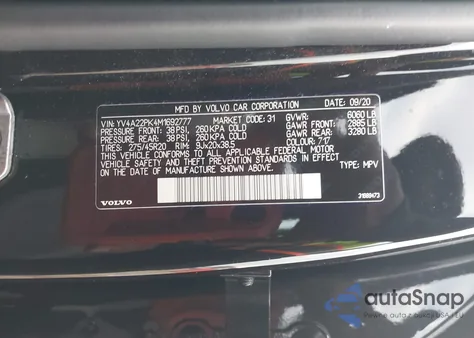 MFD BY VOLVO CAR CORPORATION DATE: 09/20
VIN: YV4A22PK4M1692777 MARKET CODE: 31 GVWR: 6060 LB
PRESSURE FRONT: 38 PSI, 260 KPA COLD GAWR FRONT: 2885 LB
PRESSURE REAR: 38 PSI, 260 KPA COLD GAWR REAR: 3280 LB
TIRES: 275/45R20 RIM: 9Jx20x38.5 COLOUR: 717
THIS VEHICLE CONFORMS TO ALL APPLICABLE FEDERAL MOTOR
VEHICLE SAFETY AND THEFT PREVENTION STANDARDS IN EFFECT
ON THE DATE OF MANUFACTURE SHOWN ABOVE. TYPE: MPV
VOLVO
autoSnap